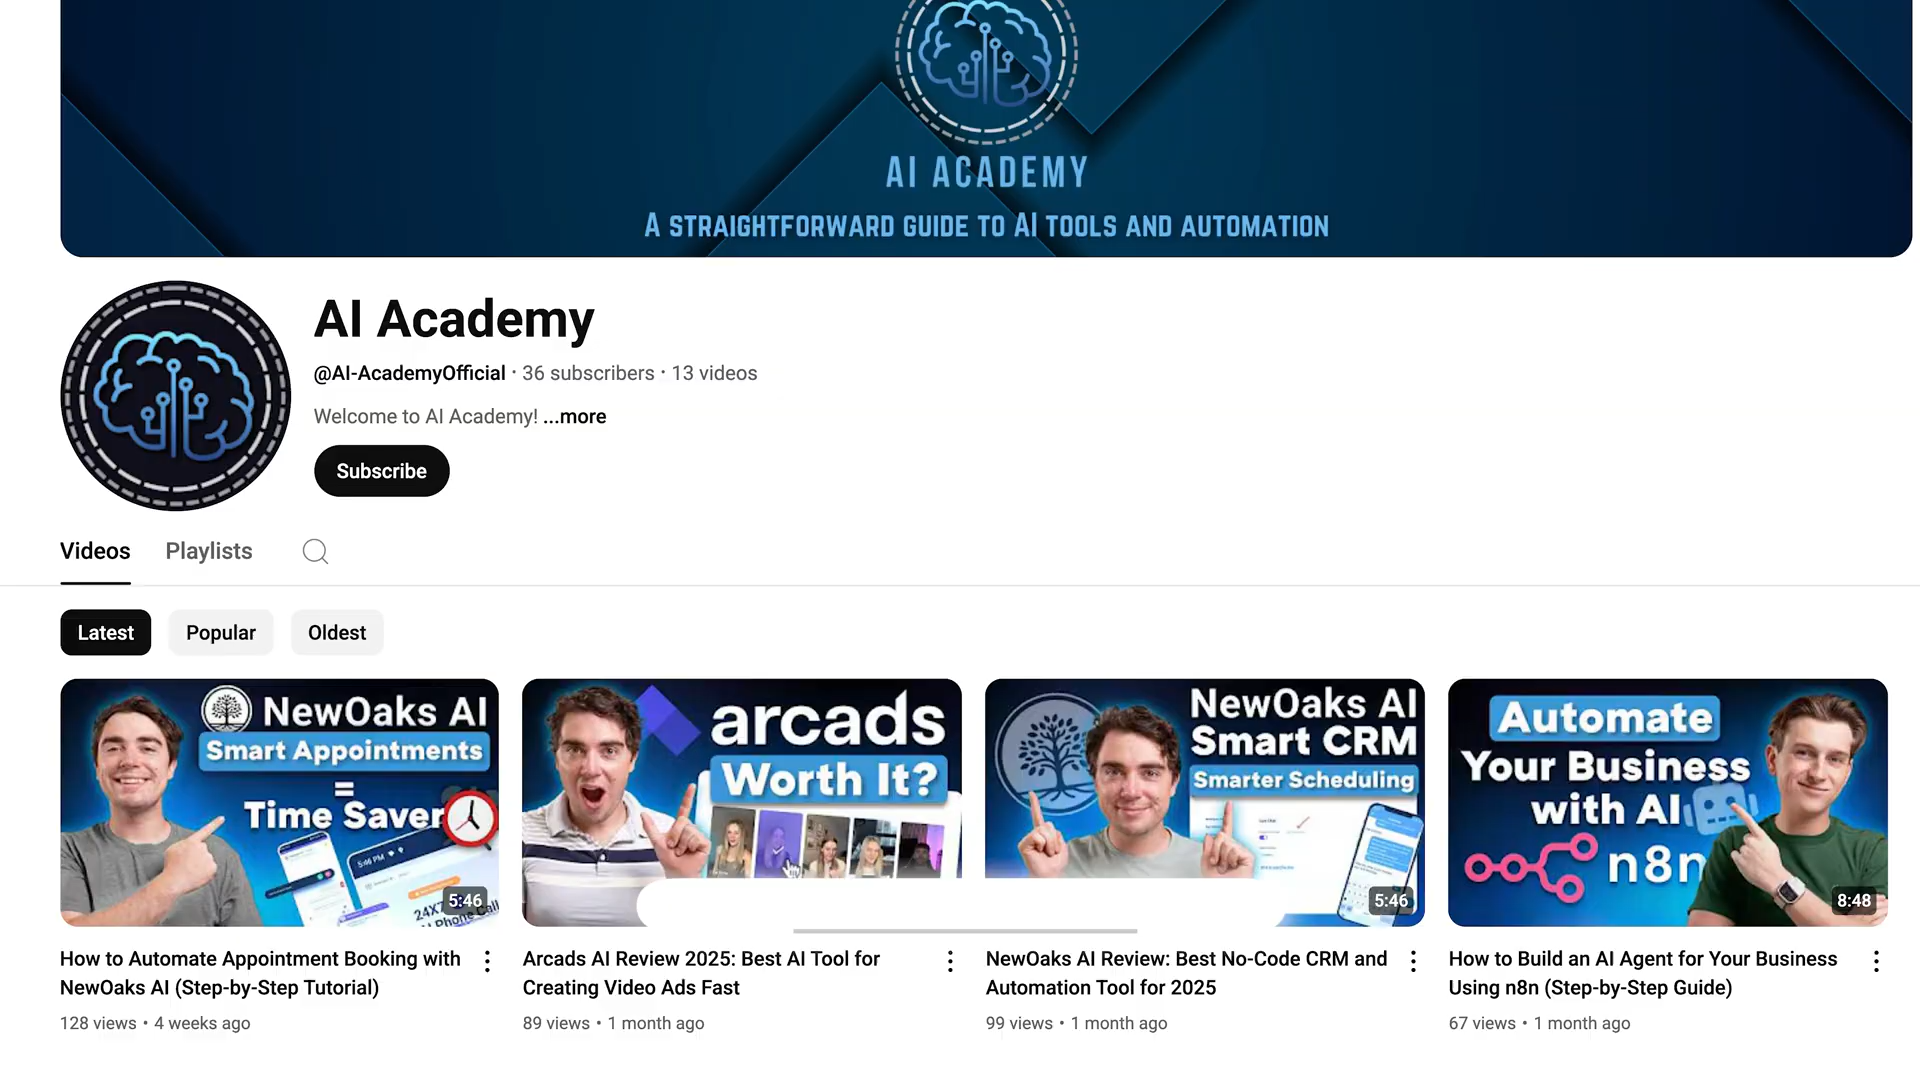 AI ACADEMY
A STRAIGHTFORWARD GUIDE TO AI TOOLS AND AUTOMATION
AI Academy
@AI-AcademyOfficial · 36 subscribers · 13 videos
Welcome to AI Academy! ...more
Subscribe
Videos
Playlists
Latest
Popular
Oldest
NewOaks AI
Smart Appointments
=
Time Saver
5:46 PM
24X7
Phone Call
5:46
arcads
Worth It?
NewOaks AI
Smart CRM
Smarter Scheduling
5:46
Automate
Your Business
with AI
n8n
8:48
How to Automate Appointment Booking with
NewOaks AI (Step-by-Step Tutorial)
128 views • 4 weeks ago
Arcads AI Review 2025: Best AI Tool for
Creating Video Ads Fast
89 views • 1 month ago
NewOaks AI Review: Best No-Code CRM and
Automation Tool for 2025
99 views • 1 month ago
How to Build an AI Agent for Your Business
Using n8n (Step-by-Step Guide)
67 views • 1 month ago